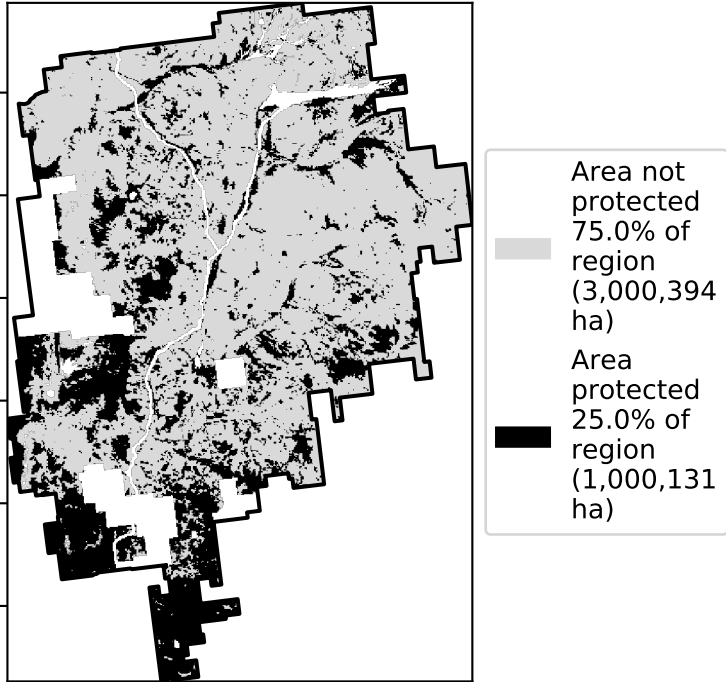 Area not
protected
75.0% of
region
(3,000,394
ha)
Area
protected
25.0% of
region
(1,000,131
ha)